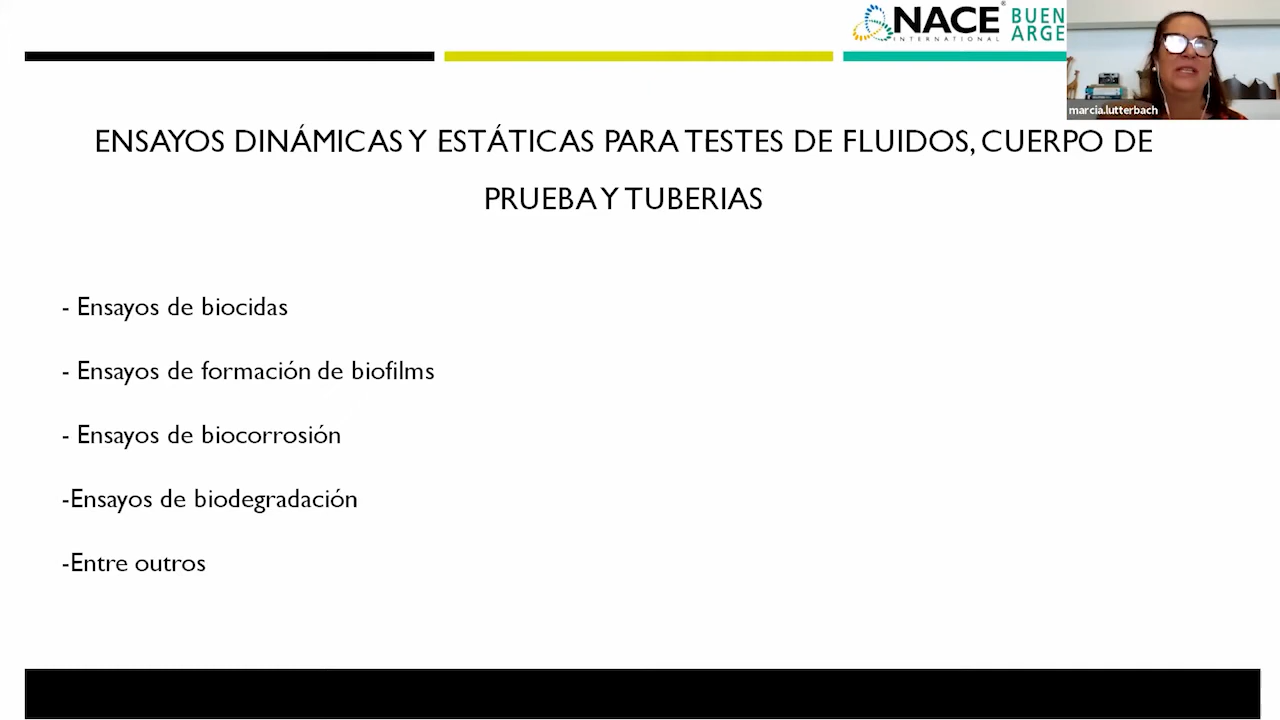 NACE
INTERNATIONAL
BUEN
ARGE
marcia.lutterbach
ENSAYOS DINÁMICAS Y ESTÁTICAS PARA TESTES DE FLUIDOS, CUERPO DE
PRUEBA Y TUBERIAS
- Ensayos de biocidas
- Ensayos de formación de biofilms
- Ensayos de biocorrosión
-Ensayos de biodegradación
-Entre outros